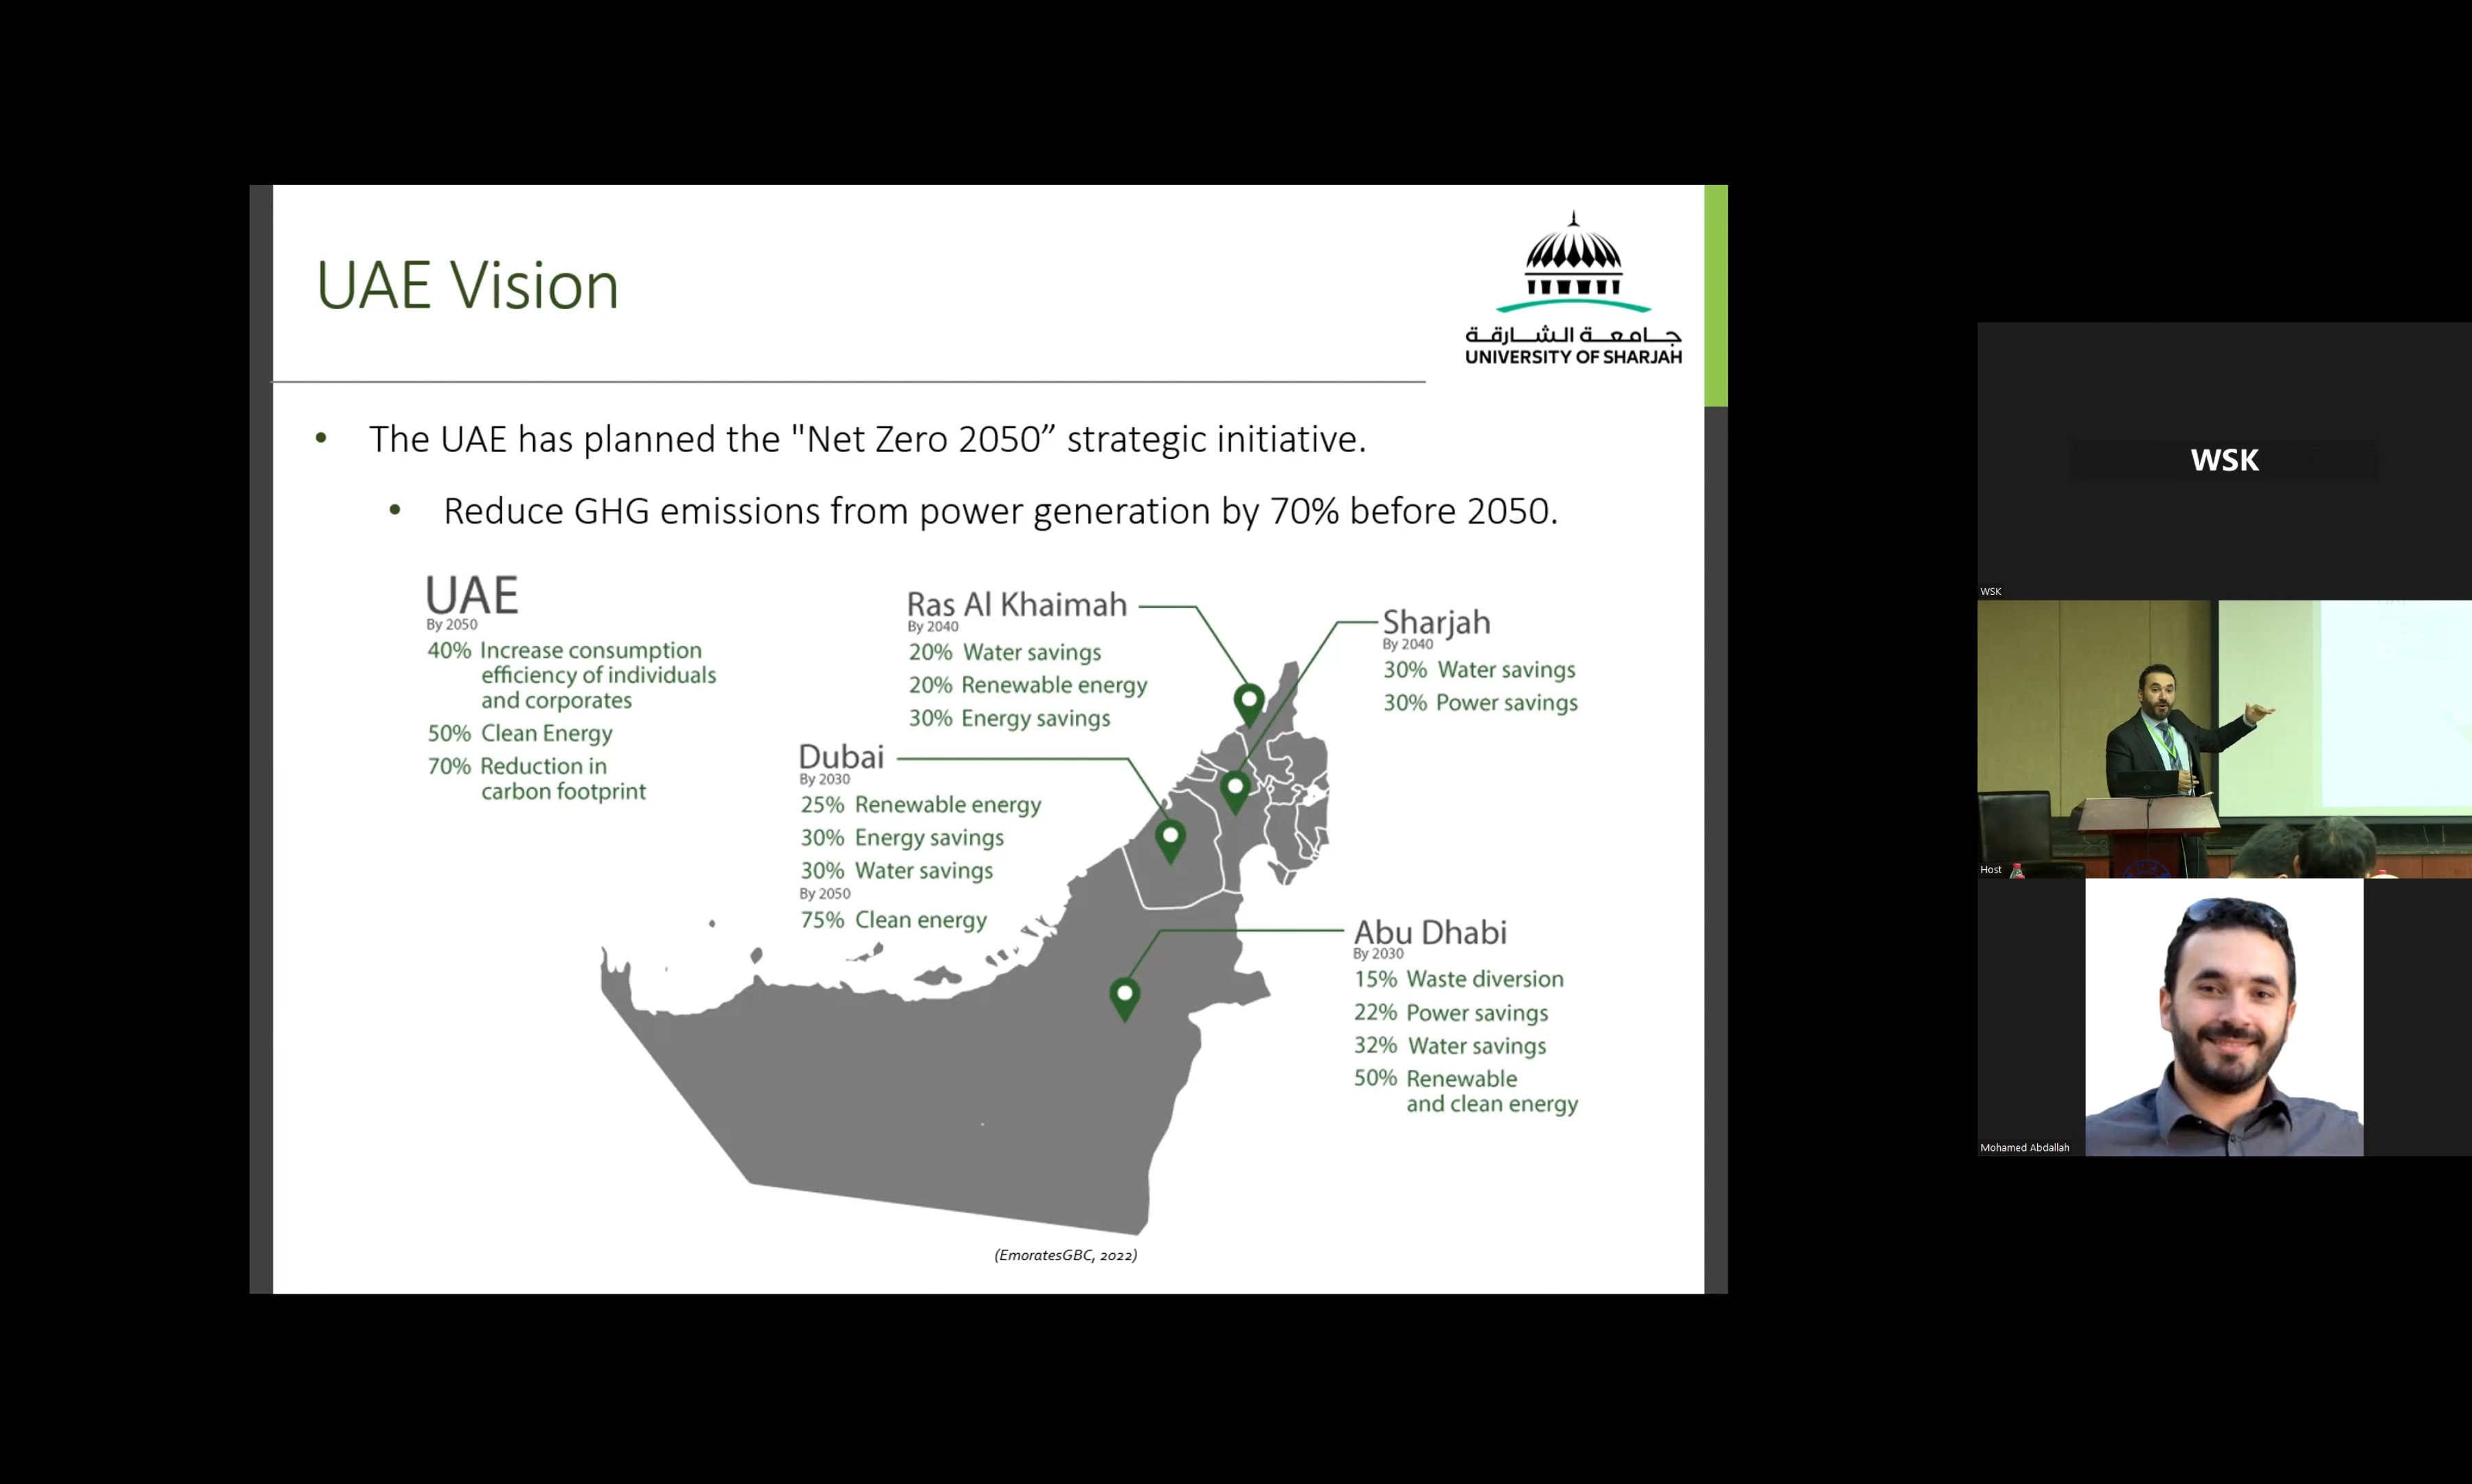 UAE Vision
جامعة الشارقة
UNIVERSITY OF SHARJAH
• The UAE has planned the "Net Zero 2050” strategic initiative.
• Reduce GHG emissions from power generation by 70% before 2050.
UAE
By 2050
40% Increase consumption
efficiency of individuals
and corporates
50% Clean Energy
70% Reduction in
carbon footprint
Ras Al Khaimah
By 2040
20% Water savings
20% Renewable energy
30% Energy savings
Sharjah
By 2040
30% Water savings
30% Power savings
Dubai
By 2030
25% Renewable energy
30% Energy savings
30% Water savings
By 2050
75% Clean energy
Abu Dhabi
By 2030
15% Waste diversion
22% Power savings
32% Water savings
50% Renewable
and clean energy
(EmoratesGBC, 2022)
WSK
WSK
Host
Mohamed Abdallah